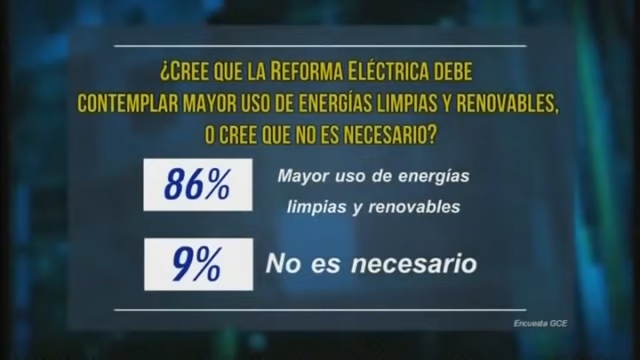 ¿CREE QUE LA REFORMA ELÉCTRICA DEBE
CONTEMPLAR MAYOR USO DE ENERGÍAS LIMPIAS Y RENOVABLES,
O CREE QUE NO ES NECESARIO?
86% Mayor uso de energías
limpias y renovables
9% No es necesario
Encuesta GCE